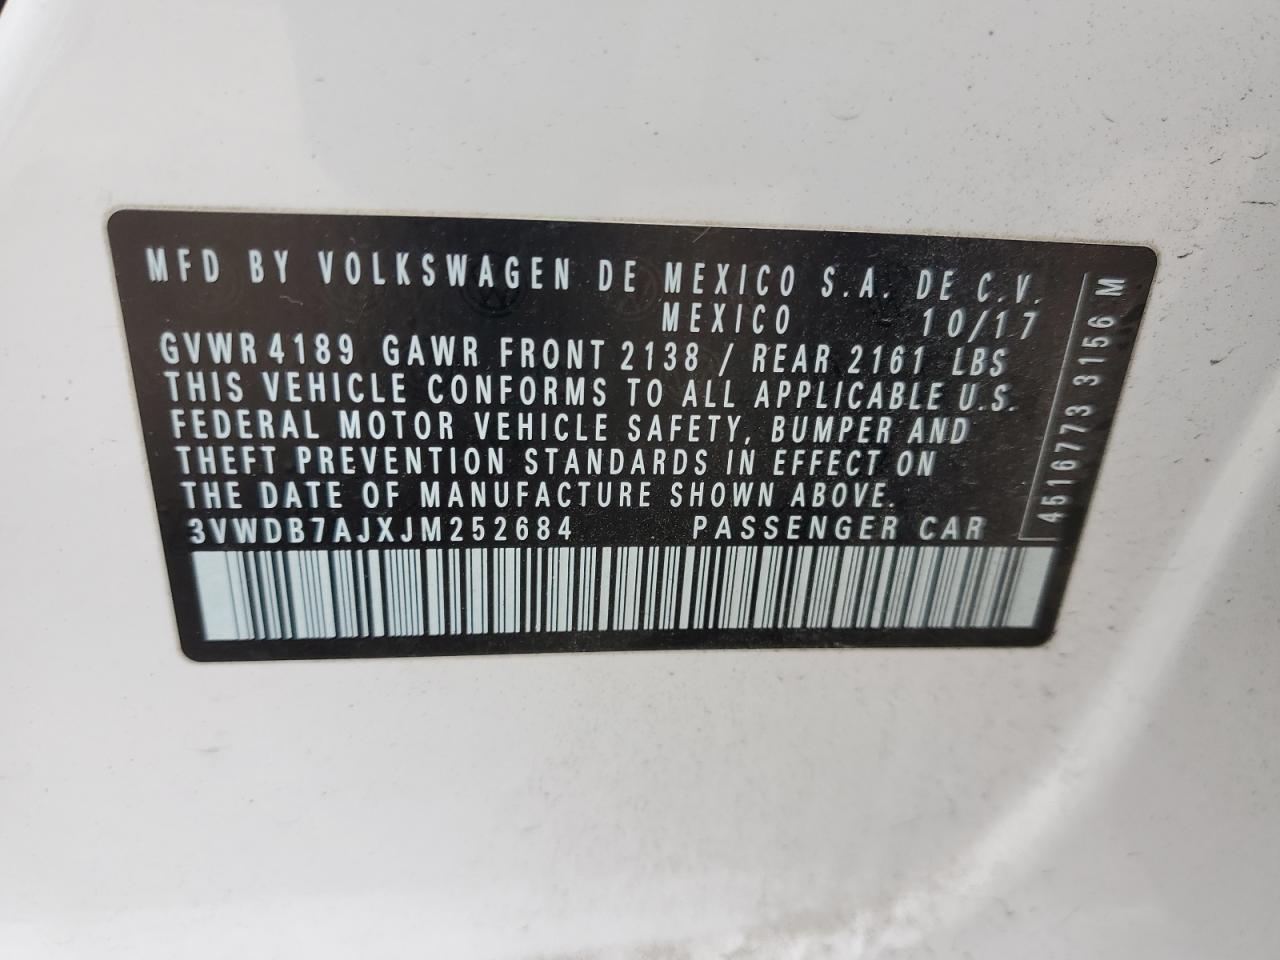 MFD BY VOLKSWAGEN DE MEXICO S.A. DE C.V.
MEXICO 10/17
GVWR 4189 GAWR FRONT 2138 / REAR 2161 LBS
THIS VEHICLE CONFORMS TO ALL APPLICABLE U.S.
FEDERAL MOTOR VEHICLE SAFETY, BUMPER AND
THEFT PREVENTION STANDARDS IN EFFECT ON
THE DATE OF MANUFACTURE SHOWN ABOVE.
3VWDB7AJXJM252684 PASSENGER CAR
4516773 3156 M